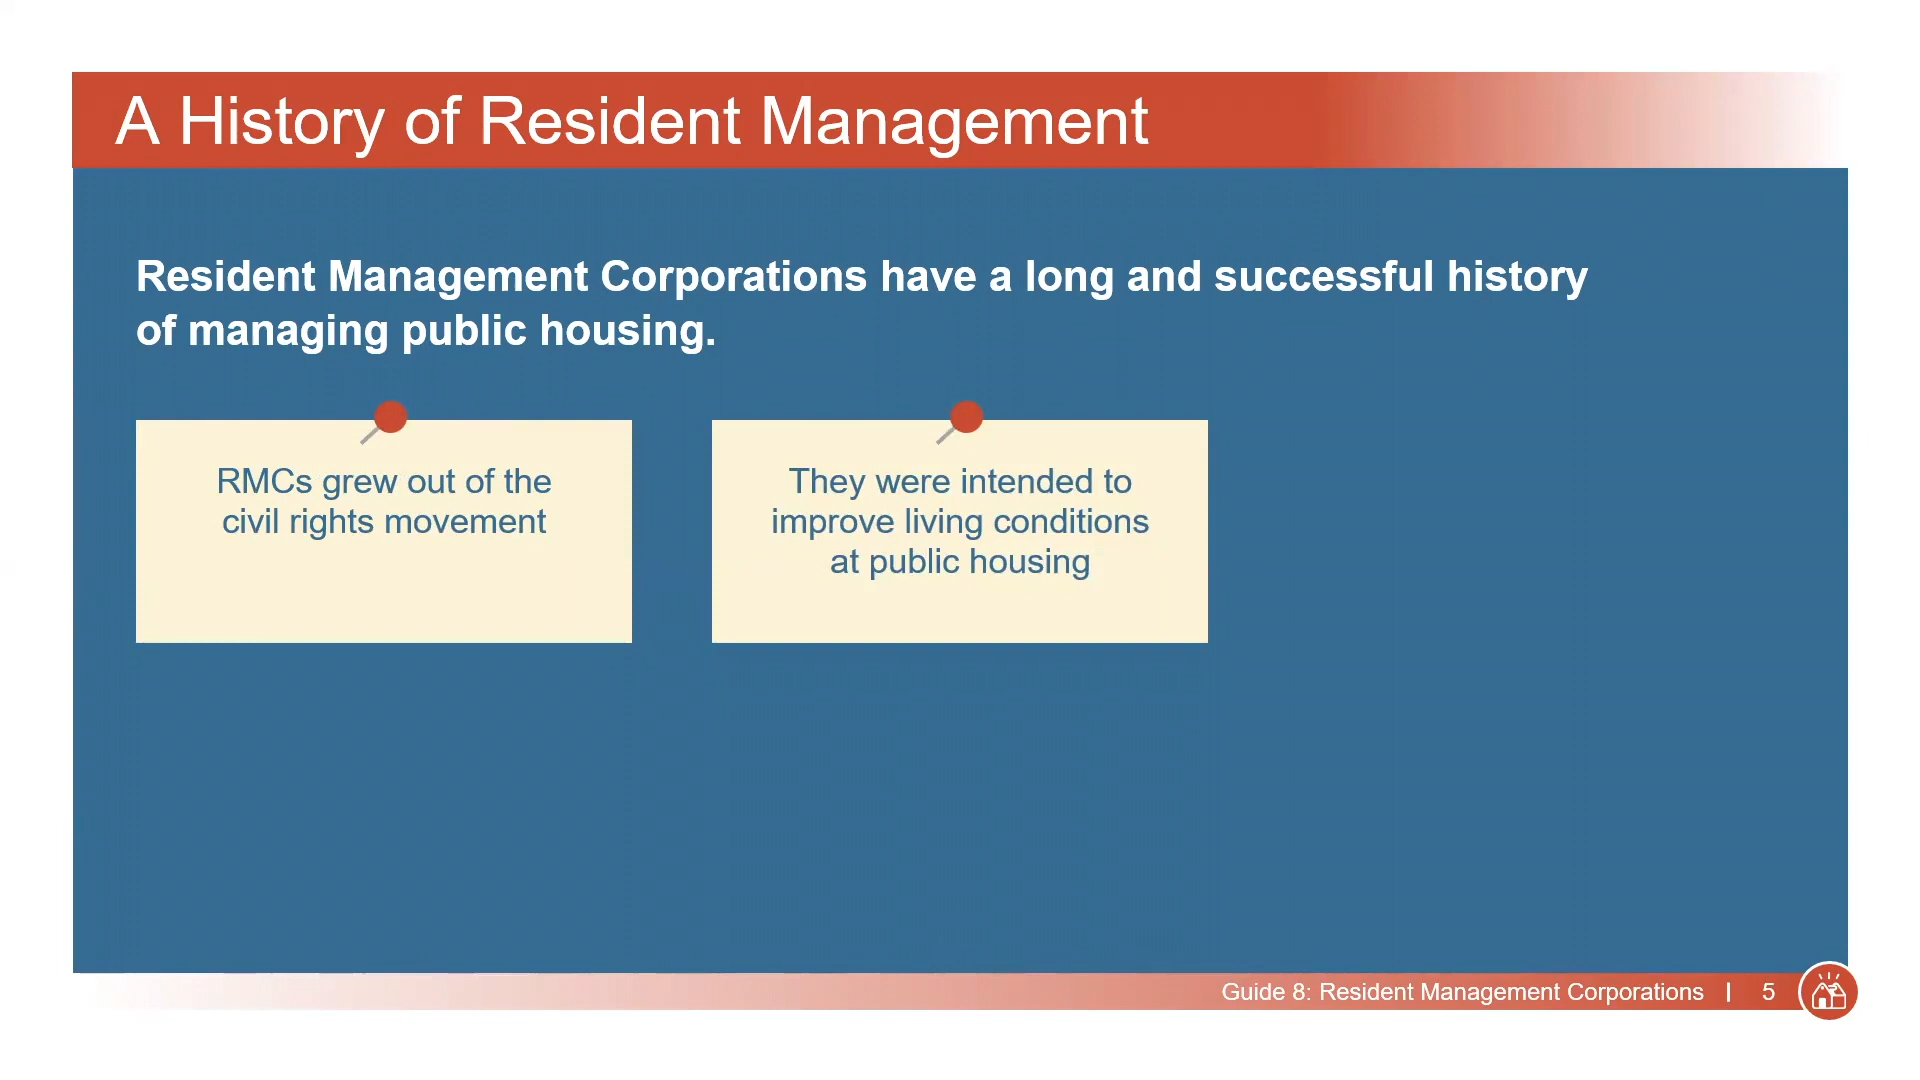 A History of Resident Management
Resident Management Corporations have a long and successful history
of managing public housing.
RMCs grew out of the
civil rights movement
They were intended to
improve living conditions
at public housing
Guide 8: Resident Management Corporations | 5